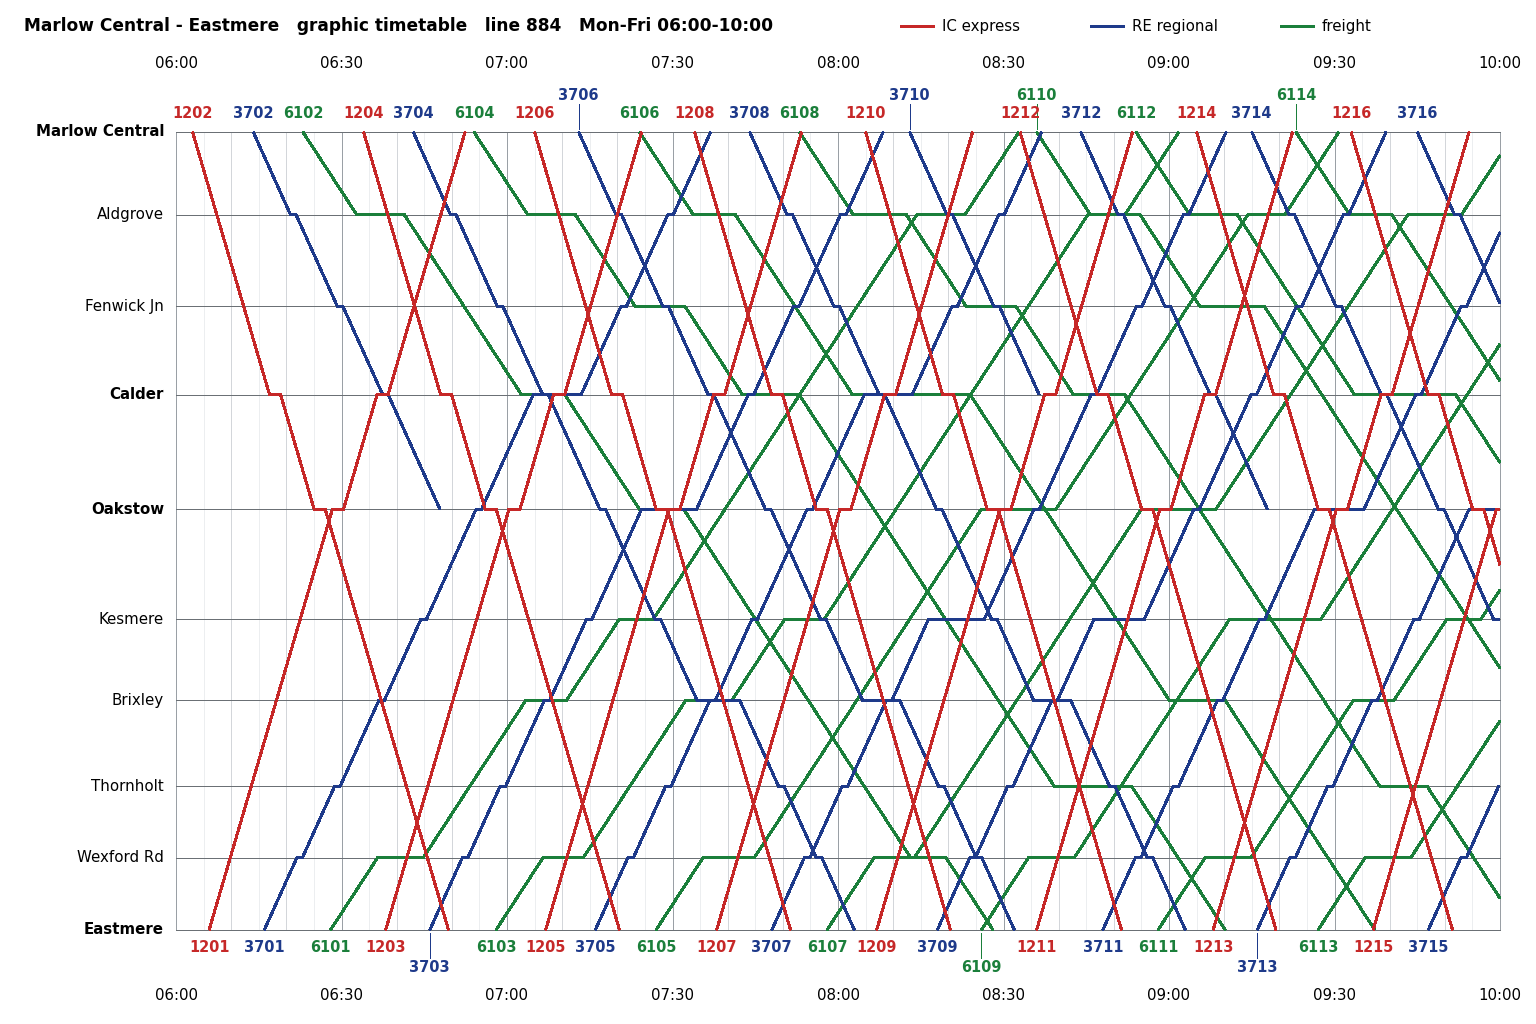 Marlow Central - Eastmere   graphic timetable   line 884   Mon-Fri 06:00-10:00
IC express   RE regional   freight
06:00 06:30 07:00 07:30 08:00 08:30 09:00 09:30 10:00
3706 3710 6110 6114
1202 3702 6102 1204 3704 6104 1206 6106 1208 3708 6108 1210 1212 3712 6112 1214 3714 1216 3716
Marlow Central
Aldgrove
Fenwick Jn
Calder
Oakstow
Kesmere
Brixley
Thornholt
Wexford Rd
Eastmere
1201 3701 6101 1203 6103 1205 3705 6105 1207 3707 6107 1209 3709 1211 3711 6111 1213 6113 1215 3715
3703 6109 3713
06:00 06:30 07:00 07:30 08:00 08:30 09:00 09:30 10:00